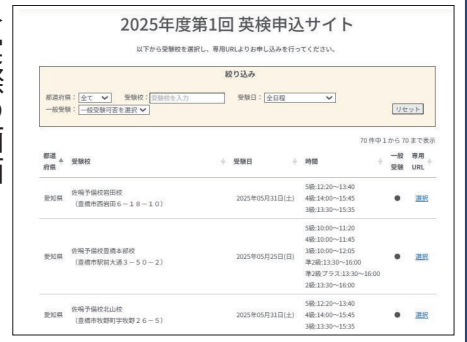 2025年度第1回 英検申込サイト
以下から受験校を選択し、専用URLよりお申し込みを行ってください。
絞り込み
都道府県： 全て 受験校： 受験校を入力 受験日： 全日程
一般受験： 一般受験可否を選択 リセット
70 件中 1 から 70 まで表示
都道府県 受験校 受験日 時間 一般受験 専用URL
愛知県 佐鳴予備校岩田校 2025年05月31日(土) 5級:12:20～13:40
（豊橋市西岩田６－１８－１０） 4級:14:00～15:45 ● 選択
3級:13:30～15:35
愛知県 佐鳴予備校豊橋本部校 2025年05月25日(日) 5級:10:00～11:20
（豊橋市駅前大通３－５０－２） 4級:10:00～11:45
3級:10:00～12:05
準2級:13:30～16:00 ● 選択
準2級プラス:13:30～16:00
2級:13:30～16:00
愛知県 佐鳴予備校北山校 2025年05月31日(土) 5級:12:20～13:40
（豊橋市牧野町字牧野２６－５） 4級:14:00～15:45 ● 選択
3級:13:30～15:35